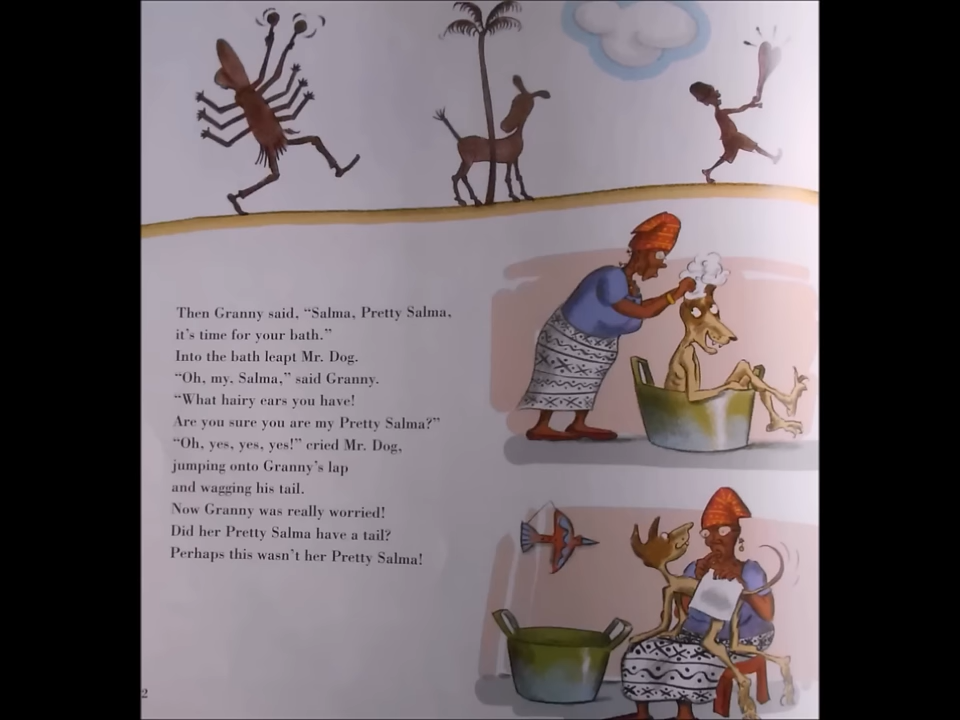 Then Granny said, “Salma, Pretty Salma,
it’s time for your bath.”
Into the bath leapt Mr. Dog.
“Oh, my, Salma,” said Granny.
“What hairy ears you have!
Are you sure you are my Pretty Salma?”
“Oh, yes, yes, yes!” cried Mr. Dog,
jumping onto Granny’s lap
and wagging his tail.
Now Granny was really worried!
Did her Pretty Salma have a tail?
Perhaps this wasn’t her Pretty Salma!